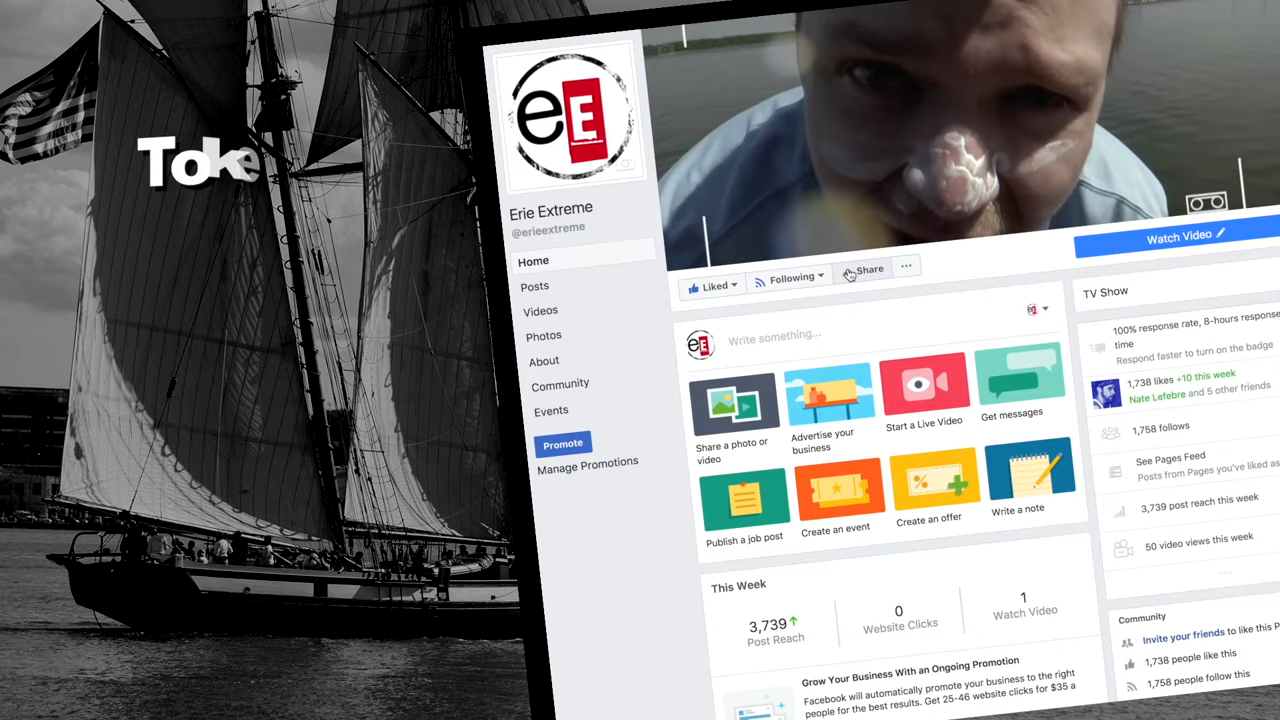 Toke
eE
Erie Extreme
@erieextreme
Home
Posts
Videos
Photos
About
Community
Events
Promote
Manage Promotions
Liked
Following
Share
Watch Video
eE
Write something...
Share a photo or
video
Advertise your
business
Start a Live Video
Get messages
Publish a job post
Create an event
Create an offer
Write a note
This Week
3,739
Post Reach
0
Website Clicks
1
Watch Video
Grow Your Business With an Ongoing Promotion
Facebook will automatically promote your business to the right
people for the best results. Get 25-46 website clicks for $35 a
TV Show
100% response rate, 8-hours response
time
Respond faster to turn on the badge
1,738 likes +10 this week
Nate Lefebre and 5 other friends
1,758 follows
See Pages Feed
Posts from Pages you've liked as
3,739 post reach this week
50 video views this week
Community
Invite your friends to like this P
1,738 people like this
1,758 people follow this